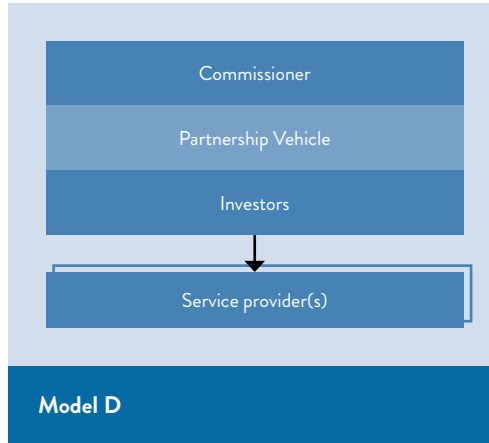 Commissioner
Partnership Vehicle
Investors
Service provider(s)
Model D